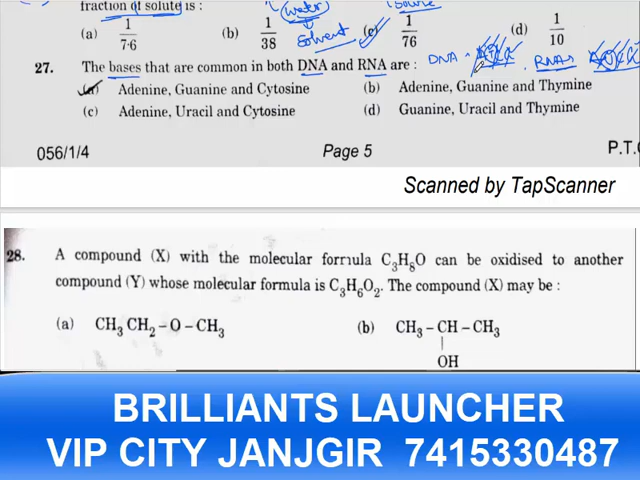 fraction of solute is :
water
Solvent
(a) 1/7·6 (b) 1/38 (c) 1/76 (d) 1/10
27. The bases that are common in both DNA and RNA are :
DNA
RNA
(a) Adenine, Guanine and Cytosine (b) Adenine, Guanine and Thymine
(c) Adenine, Uracil and Cytosine (d) Guanine, Uracil and Thymine
056/1/4 Page 5 P.T.
Scanned by TapScanner
28. A compound (X) with the molecular formula C₃H₈O can be oxidised to another
compound (Y) whose molecular formula is C₃H₆O₂. The compound (X) may be :
(a) CH₃ CH₂ – O – CH₃ (b) CH₃ – CH – CH₃
|
OH
BRILLIANTS LAUNCHER
VIP CITY JANJGIR 7415330487